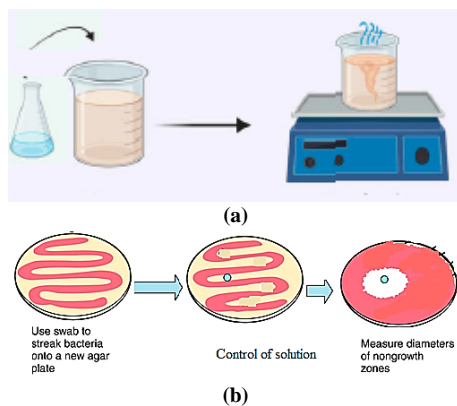 (a)
Use swab to
streak bacteria
onto a new agar
plate
Control of solution
Measure diameters
of nongrowth
zones
(b)